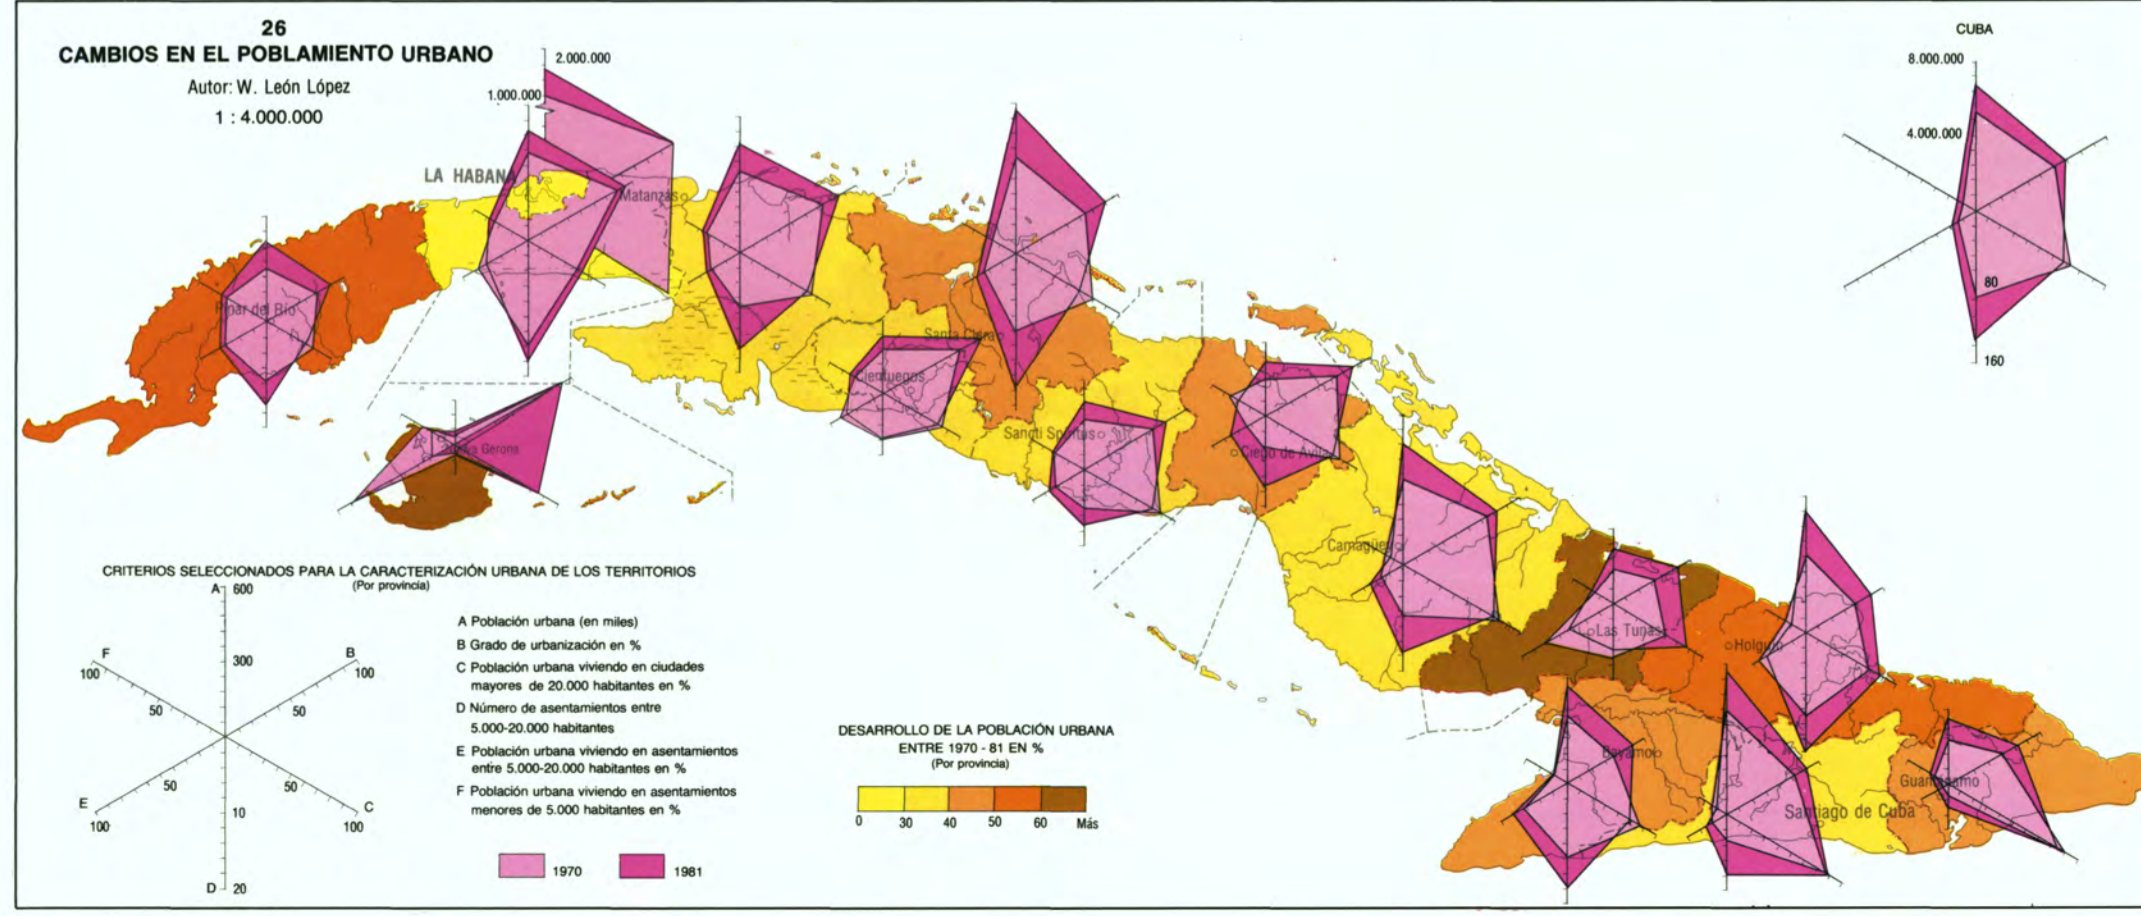 26
CAMBIOS EN EL POBLAMIENTO URBANO
Autor: W. León López
1 : 4.000.000
2.000.000
1.000.000
CUBA
8.000.000
4.000.000
80
160
LA HABANA
Matanzas
Pinar del Río
Santa Clara
Cienfuegos
Nueva Gerona
Sancti Spíritus
Ciego de Avila
Camagüey
Las Tunas
Holguín
Bayamo
Guantánamo
Santiago de Cuba
CRITERIOS SELECCIONADOS PARA LA CARACTERIZACIÓN URBANA DE LOS TERRITORIOS
(Por provincia)
A 600
F
B
100
300
100
50
50
50
50
E
10
C
100
100
D 20
A Población urbana (en miles)
B Grado de urbanización en %
C Población urbana viviendo en ciudades
mayores de 20.000 habitantes en %
D Número de asentamientos entre
5.000-20.000 habitantes
E Población urbana viviendo en asentamientos
entre 5.000-20.000 habitantes en %
F Población urbana viviendo en asentamientos
menores de 5.000 habitantes en %
1970
1981
DESARROLLO DE LA POBLACIÓN URBANA
ENTRE 1970 - 81 EN %
(Por provincia)
0 30 40 50 60 Más